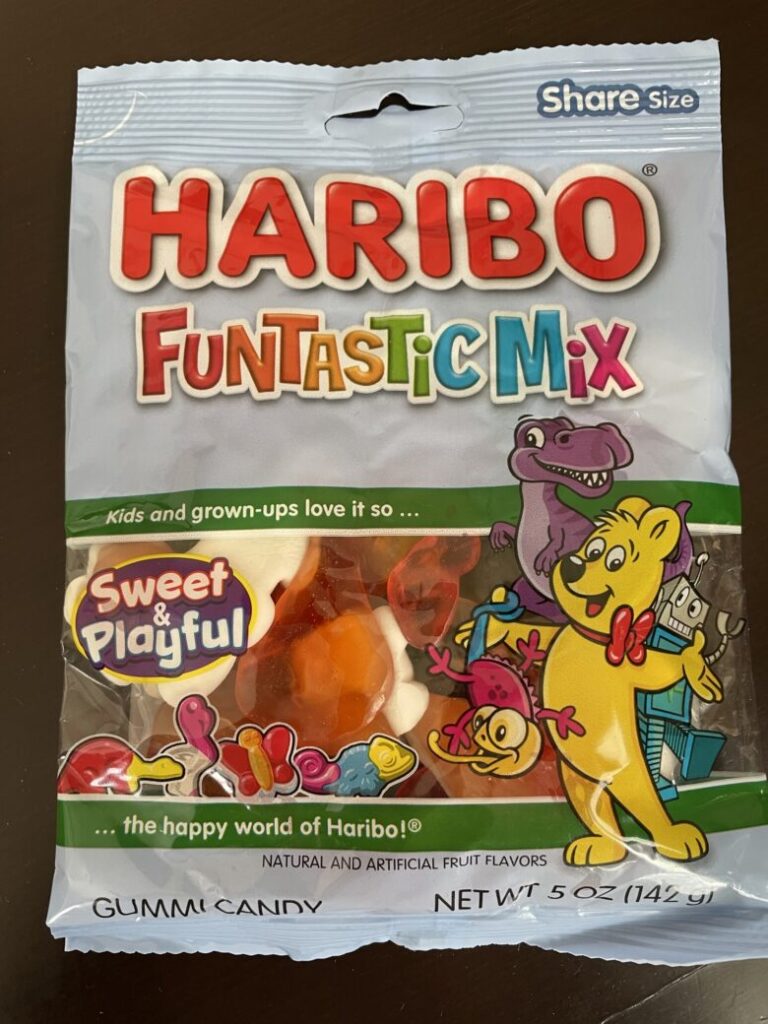 Share Size
HARIBO®
FUNTASTiC MiX
Kids and grown-ups love it so ...
Sweet
&
Playful
... the happy world of Haribo!®
NATURAL AND ARTIFICIAL FRUIT FLAVORS
GUMMI CANDY
NET WT 5 OZ (142 g)